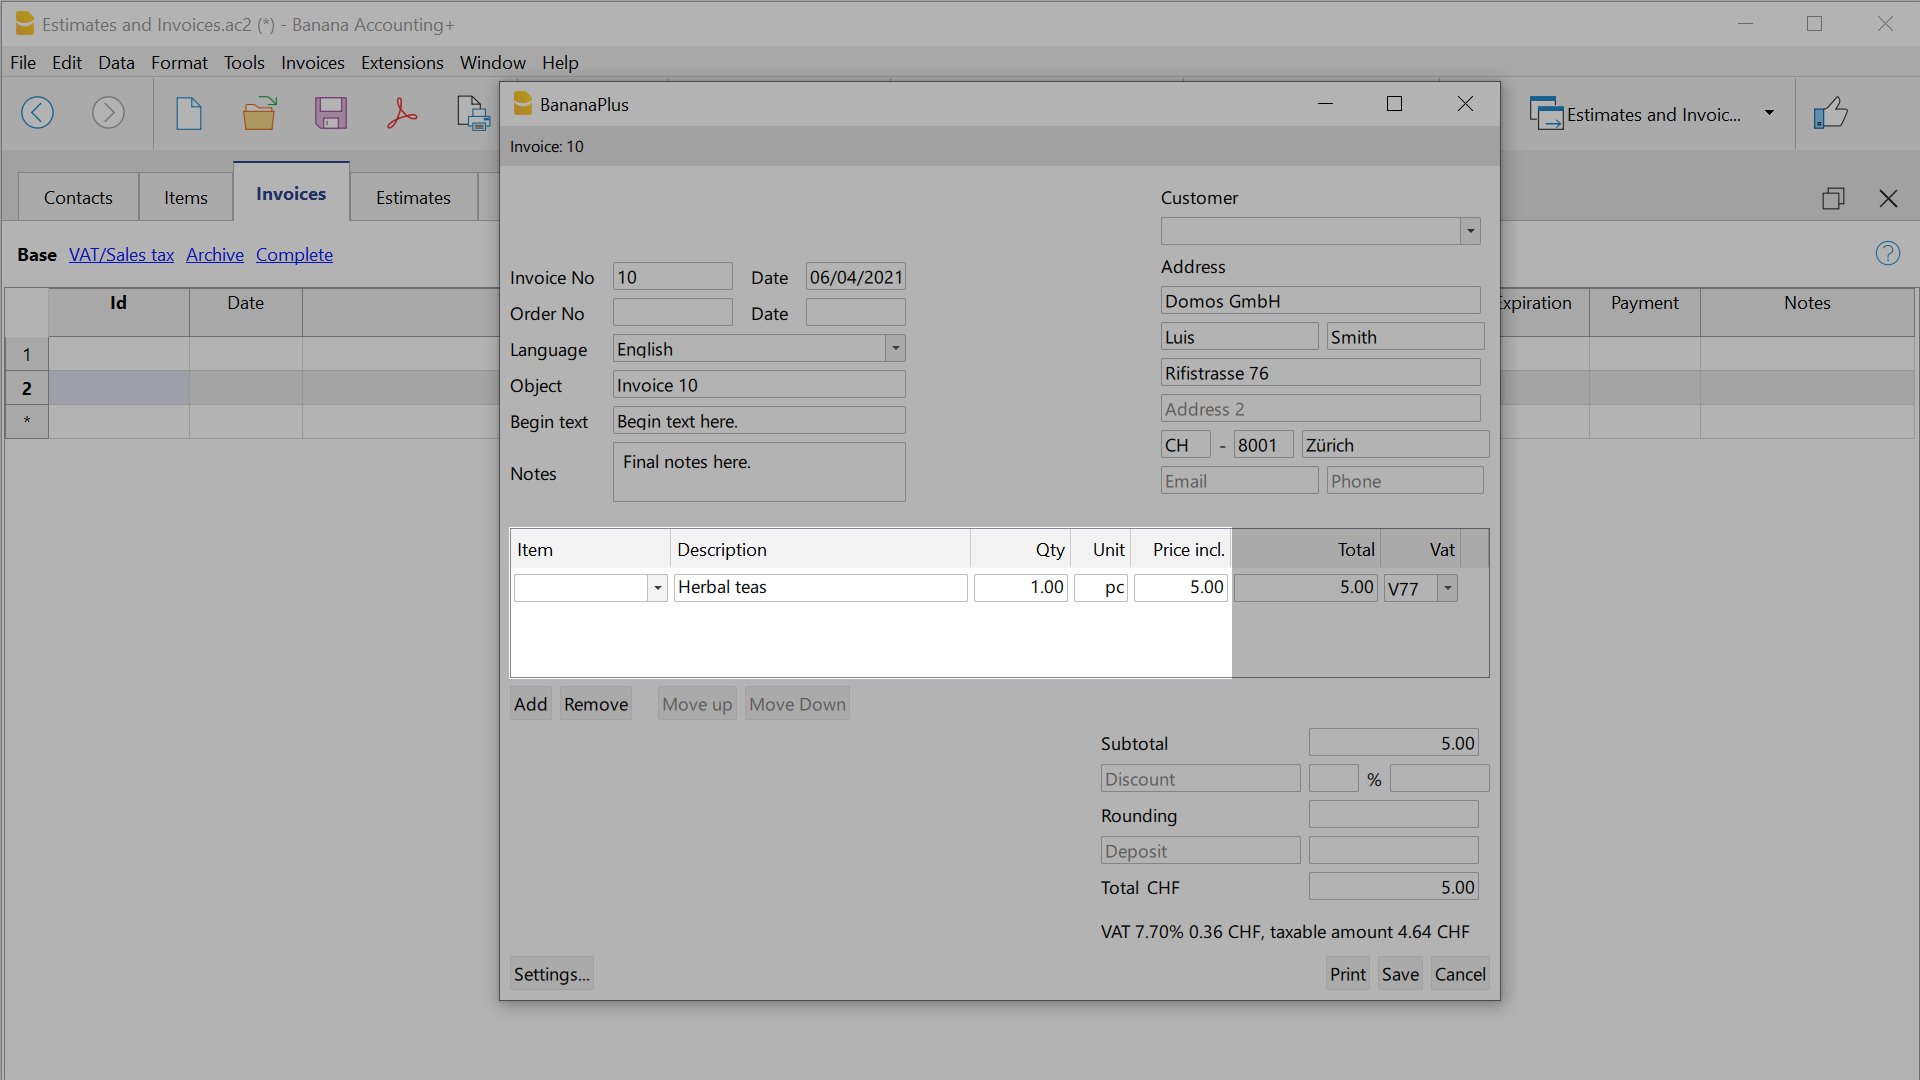 Estimates and Invoices.ac2 (*) - Banana Accounting+
File Edit Data Format Tools Invoices Extensions Window Help
BananaPlus
Estimates and Invoic...
Invoice: 10
Contacts Items Invoices Estimates
Base VAT/Sales tax Archive Complete
Id Date Expiration Payment Notes
1
2
*
Customer
Address
Invoice No 10 Date 06/04/2021
Domos GmbH
Order No Date
Luis Smith
Language English
Rifistrasse 76
Object Invoice 10
Address 2
Begin text Begin text here.
CH - 8001 Zürich
Notes Final notes here.
Email Phone
Item Description Qty Unit Price incl. Total Vat
Herbal teas 1.00 pc 5.00 5.00 V77
Add Remove Move up Move Down
Subtotal 5.00
Discount %
Rounding
Deposit
Total CHF 5.00
VAT 7.70% 0.36 CHF, taxable amount 4.64 CHF
Settings... Print Save Cancel